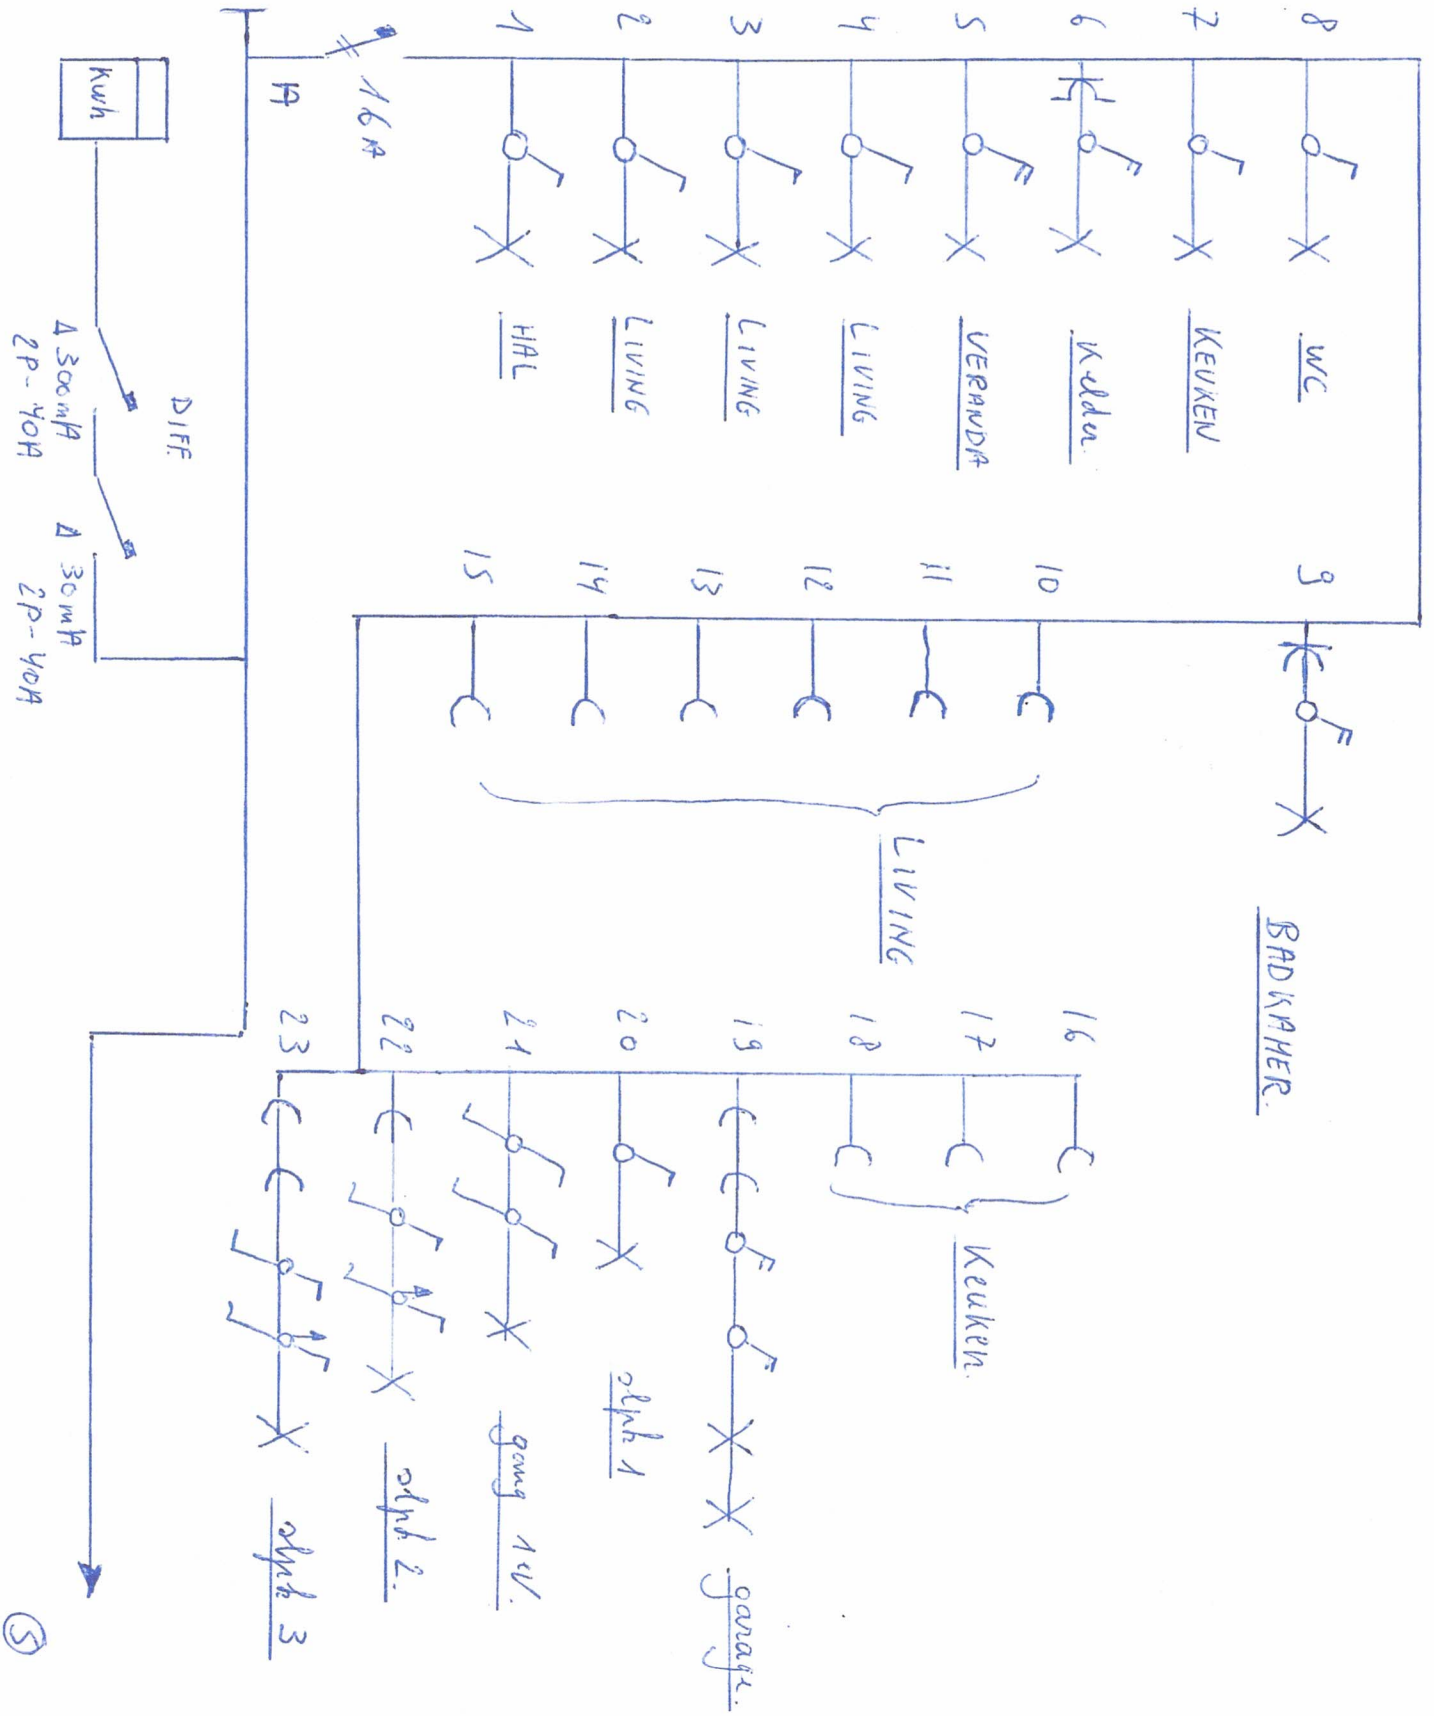 Kwh
DIFF.
Δ 300mA
2P-40A
Δ 30mA
2P-40A
A
16A
1
2
3
4
5
6
7
8
HAL
LIVING
LIVING
LIVING
VERANDA
Kelder
KEUKEN
WC
9
BADKAMER.
10
11
12
13
14
15
LIVING
16
17
18
Keuken.
19
garage.
20
slpk 1
21
gang 1eV.
22
slpk 2.
23
slpk 3
5